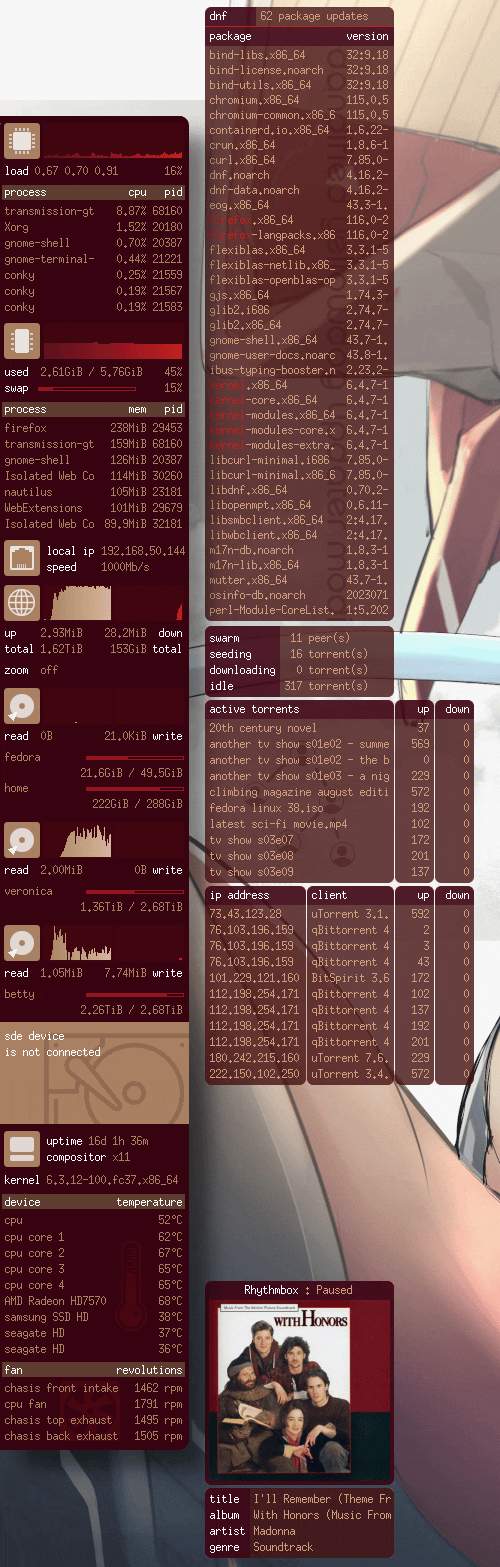 load 0.67 0.70 0.91 16%
process cpu pid
transmission-gt 8.87% 68160
Xorg 1.52% 20180
gnome-shell 0.70% 20387
gnome-terminal- 0.44% 21221
conky 0.25% 21559
conky 0.19% 21567
conky 0.19% 21583
used 2.61GiB / 5.76GiB 45%
swap 15%
process mem pid
firefox 238MiB 29453
transmission-gt 159MiB 68160
gnome-shell 126MiB 20387
Isolated Web Co 114MiB 30260
nautilus 105MiB 23181
WebExtensions 101MiB 29679
Isolated Web Co 89.9MiB 32181
local ip 192.168.50.144
speed 1000Mb/s
up 2.93MiB 28.2MiB down
total 1.62TiB 153GiB total
zoom off
read 0B 21.0KiB write
fedora
21.6GiB / 49.5GiB
home
222GiB / 288GiB
read 2.00MiB 0B write
veronica
1.36TiB / 2.68TiB
read 1.05MiB 7.74MiB write
betty
2.26TiB / 2.68TiB
sde device
is not connected
uptime 16d 1h 36m
compositor x11
kernel 6.3.12-100.fc37.x86_64
device temperature
cpu 52°C
cpu core 1 62°C
cpu core 2 67°C
cpu core 3 65°C
cpu core 4 65°C
AMD Radeon HD7570 68°C
samsung SSD HD 38°C
seagate HD 37°C
seagate HD 36°C
fan revolutions
chasis front intake 1462 rpm
cpu fan 1791 rpm
chasis top exhaust 1495 rpm
chasis back exhaust 1505 rpm
dnf 62 package updates
package version
bind-libs.x86_64 32:9.18
bind-license.noarch 32:9.18
bind-utils.x86_64 32:9.18
chromium.x86_64 115.0.5
chromium-common.x86_6 115.0.5
containerd.io.x86_64 1.6.22-
crun.x86_64 1.8.6-1
curl.x86_64 7.85.0-
dnf.noarch 4.16.2-
dnf-data.noarch 4.16.2-
eog.x86_64 43.3-1.
firefox.x86_64 116.0-2
firefox-langpacks.x86 116.0-2
flexiblas.x86_64 3.3.1-5
flexiblas-netlib.x86_ 3.3.1-5
flexiblas-openblas-op 3.3.1-5
gjs.x86_64 1.74.3-
glib2.i686 2.74.7-
glib2.x86_64 2.74.7-
gnome-shell.x86_64 43.7-1.
gnome-user-docs.noarc 43.8-1.
ibus-typing-booster.n 2.23.2-
kernel.x86_64 6.4.7-1
kernel-core.x86_64 6.4.7-1
kernel-modules.x86_64 6.4.7-1
kernel-modules-core.x 6.4.7-1
kernel-modules-extra. 6.4.7-1
libcurl-minimal.i686 7.85.0-
libcurl-minimal.x86_6 7.85.0-
libdnf.x86_64 0.70.2-
libopenmpt.x86_64 0.6.11-
libsmbclient.x86_64 2:4.17.
libwbclient.x86_64 2:4.17.
m17n-db.noarch 1.8.3-1
m17n-lib.x86_64 1.8.3-1
mutter.x86_64 43.7-1.
osinfo-db.noarch 2023071
perl-Module-CoreList. 1:5.202
swarm 11 peer(s)
seeding 16 torrent(s)
downloading 0 torrent(s)
idle 317 torrent(s)
active torrents up down
20th century novel 37 0
another tv show s01e02 - summe 569 0
another tv show s01e02 - the b 0 0
another tv show s01e03 - a nig 229 0
climbing magazine august editi 572 0
fedora linux 38.iso 192 0
latest sci-fi movie.mp4 102 0
tv show s03e07 172 0
tv show s03e08 201 0
tv show s03e09 137 0
ip address client up down
73.43.123.28 uTorrent 3.1. 592 0
76.103.196.159 qBittorrent 4 2 0
76.103.196.159 qBittorrent 4 3 0
76.103.196.159 qBittorrent 4 43 0
101.229.121.160 BitSpirit 3.6 172 0
112.198.254.171 qBittorrent 4 102 0
112.198.254.171 qBittorrent 4 137 0
112.198.254.171 qBittorrent 4 192 0
112.198.254.171 qBittorrent 4 201 0
180.242.215.160 uTorrent 7.6. 229 0
222.150.102.250 uTorrent 3.4. 572 0
Rhythmbox : Paused
Music From The Motion Picture Soundtrack
WITH HONORS
title I'll Remember (Theme Fr
album With Honors (Music From
artist Madonna
genre Soundtrack